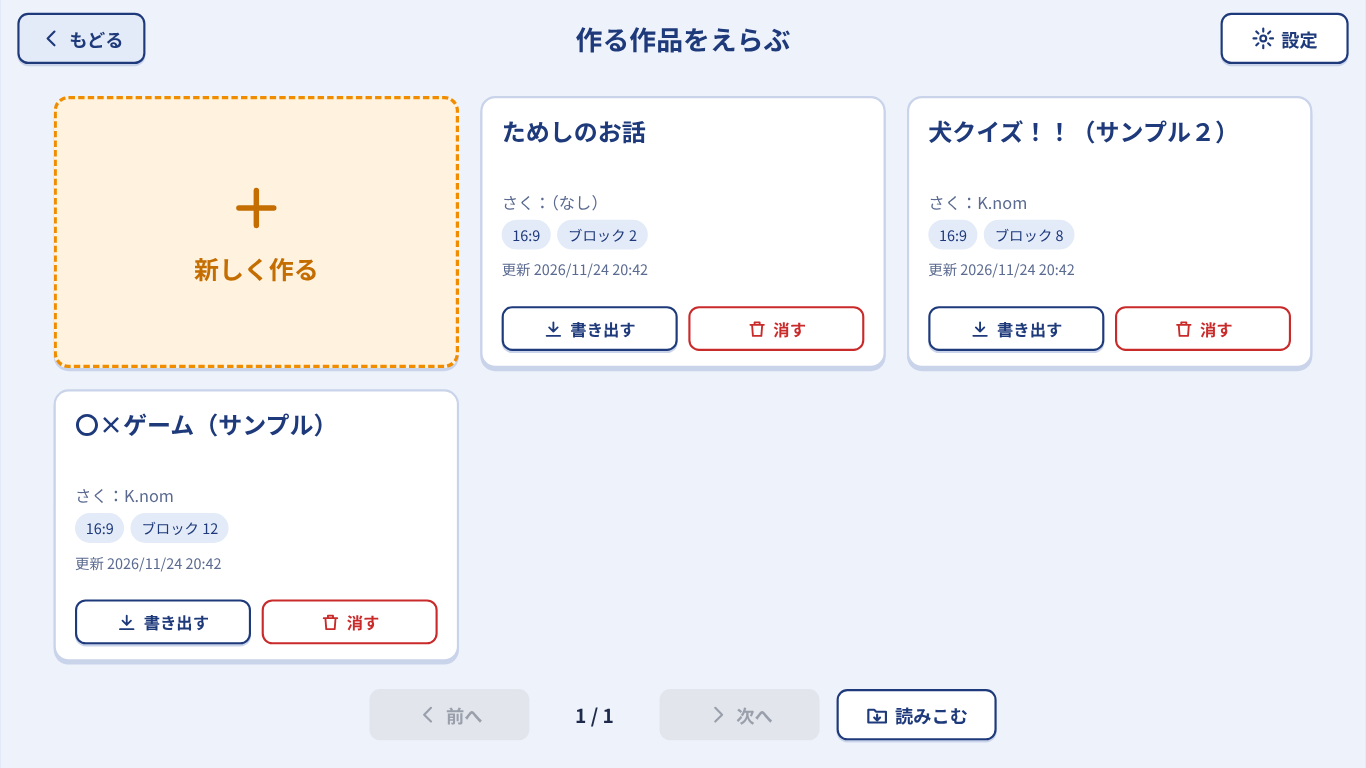 もどる
作る作品をえらぶ
設定
新しく作る
ためしのお話
さく：（なし）
16:9 ブロック 2
更新 2026/11/24 20:42
書き出す 消す
犬クイズ！！（サンプル２）
さく：K.nom
16:9 ブロック 8
更新 2026/11/24 20:42
書き出す 消す
〇×ゲーム（サンプル）
さく：K.nom
16:9 ブロック 12
更新 2026/11/24 20:42
書き出す 消す
前へ 1 / 1 次へ 読みこむ